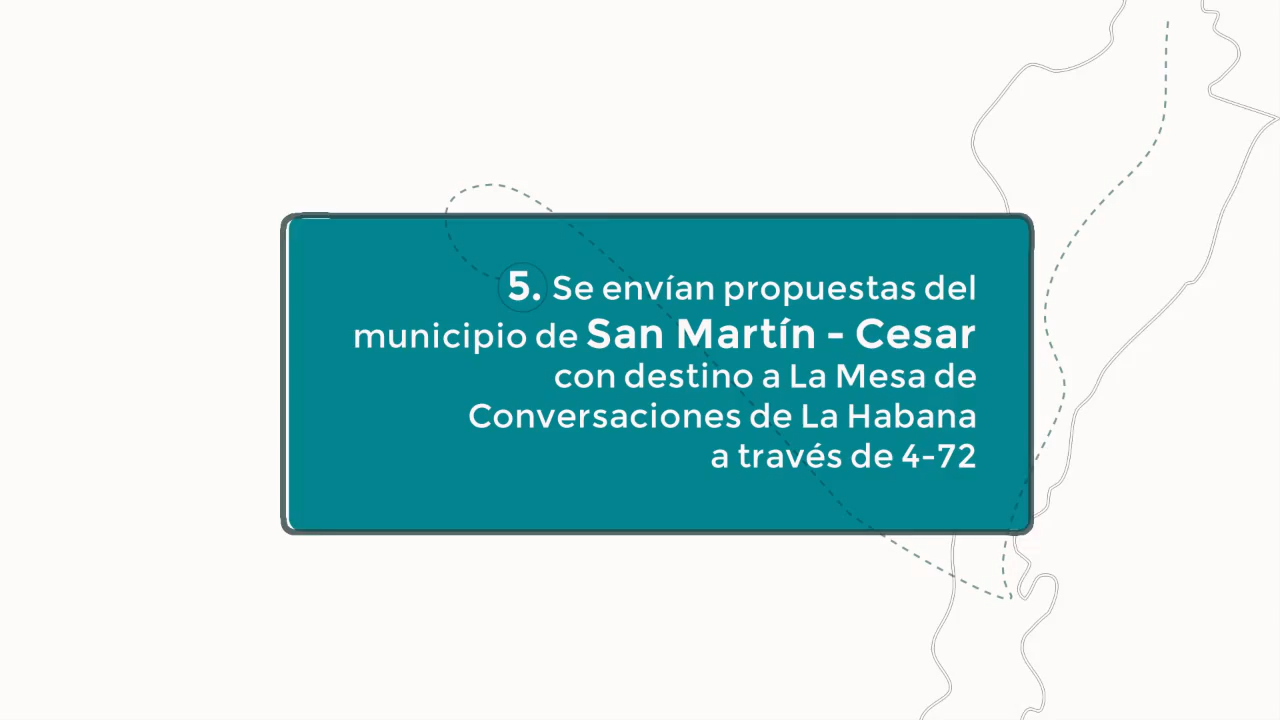 5. Se envían propuestas del
municipio de San Martín - Cesar
con destino a La Mesa de
Conversaciones de La Habana
a través de 4-72